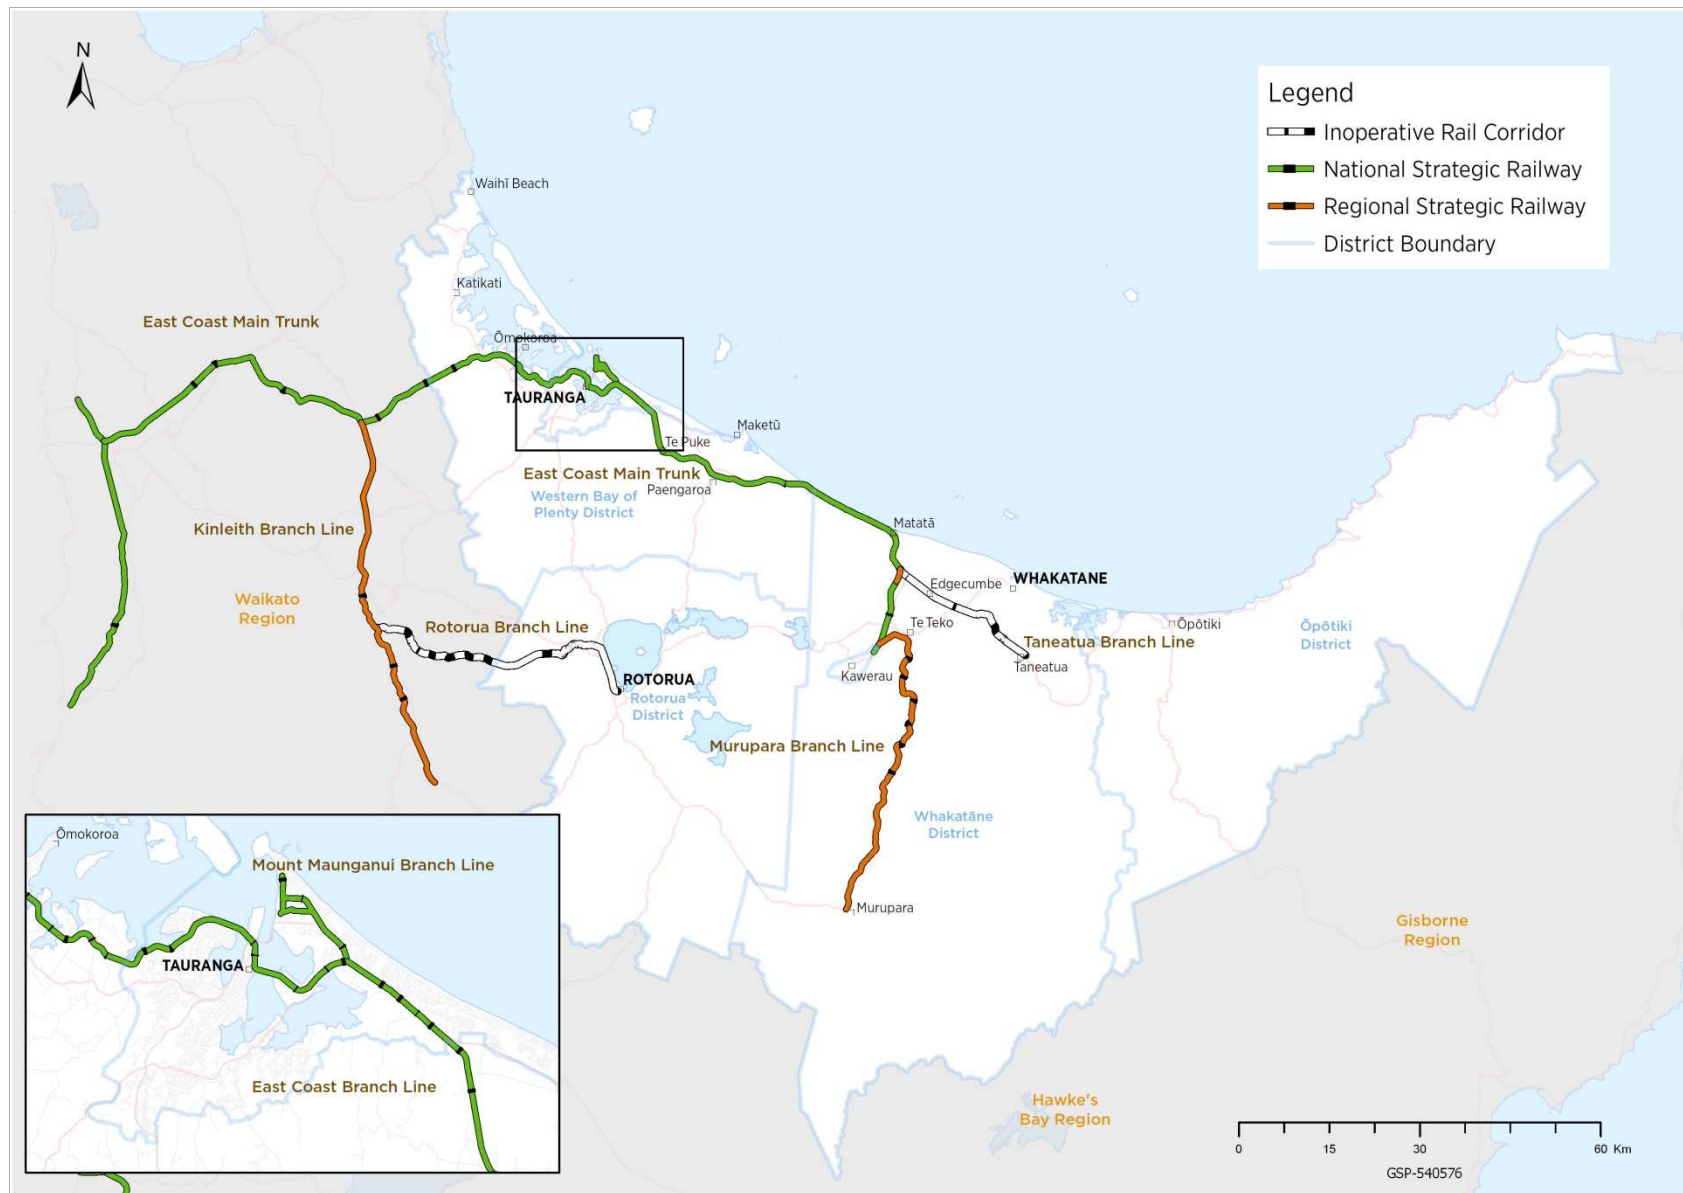 N
Legend
Inoperative Rail Corridor
National Strategic Railway
Regional Strategic Railway
District Boundary
Waihī Beach
Katikati
East Coast Main Trunk
Ōmokoroa
TAURANGA
Maketū
Te Puke
East Coast Main Trunk
Paengaroa
Western Bay of
Plenty District
Matatā
Kinleith Branch Line
Edgecumbe
WHAKATANE
Waikato
Region
Rotorua Branch Line
Te Teko
Ōpōtiki
Ōpōtiki
District
Taneatua Branch Line
Taneatua
Kawerau
ROTORUA
Rotorua
District
Murupara Branch Line
Whakatāne
District
Murupara
Gisborne
Region
Hawke's
Bay Region
Ōmokoroa
Mount Maunganui Branch Line
TAURANGA
East Coast Branch Line
0 15 30 60 Km
GSP-540576